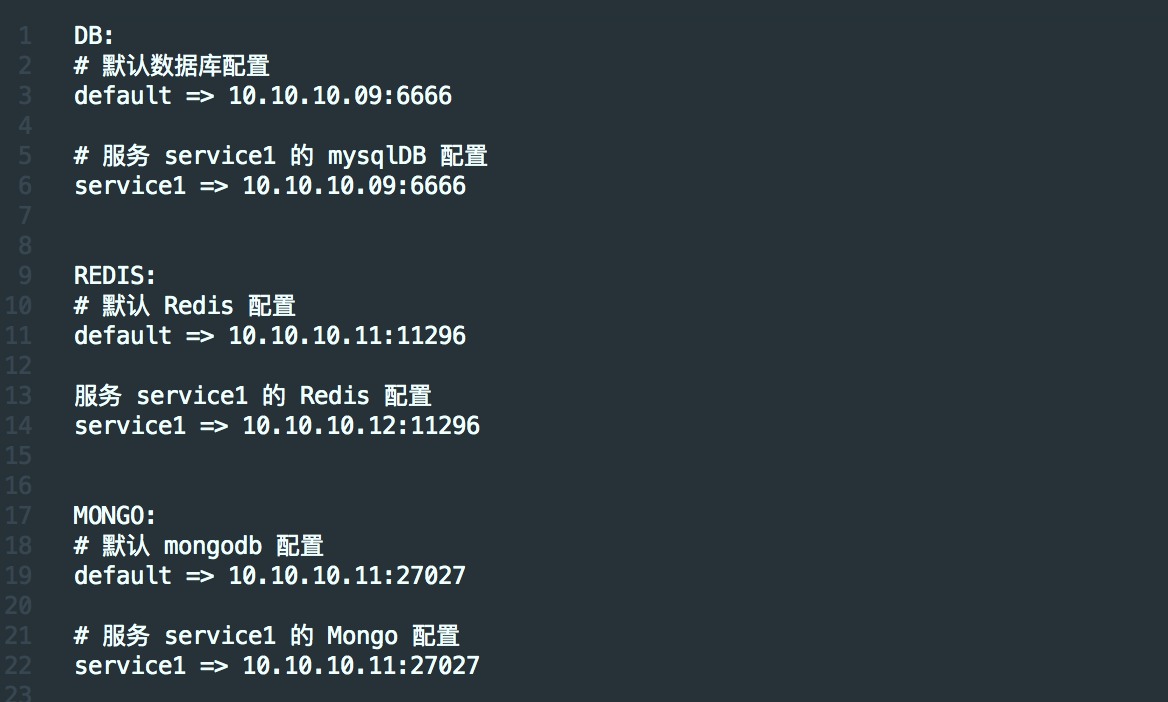 1 DB:
2 # 默认数据库配置
3 default => 10.10.10.09:6666
4
5 # 服务 service1 的 mysqlDB 配置
6 service1 => 10.10.10.09:6666
7
8
9 REDIS:
10 # 默认 Redis 配置
11 default => 10.10.10.11:11296
12
13 服务 service1 的 Redis 配置
14 service1 => 10.10.10.12:11296
15
16
17 MONGO:
18 # 默认 mongodb 配置
19 default => 10.10.10.11:27027
20
21 # 服务 service1 的 Mongo 配置
22 service1 => 10.10.10.11:27027
23